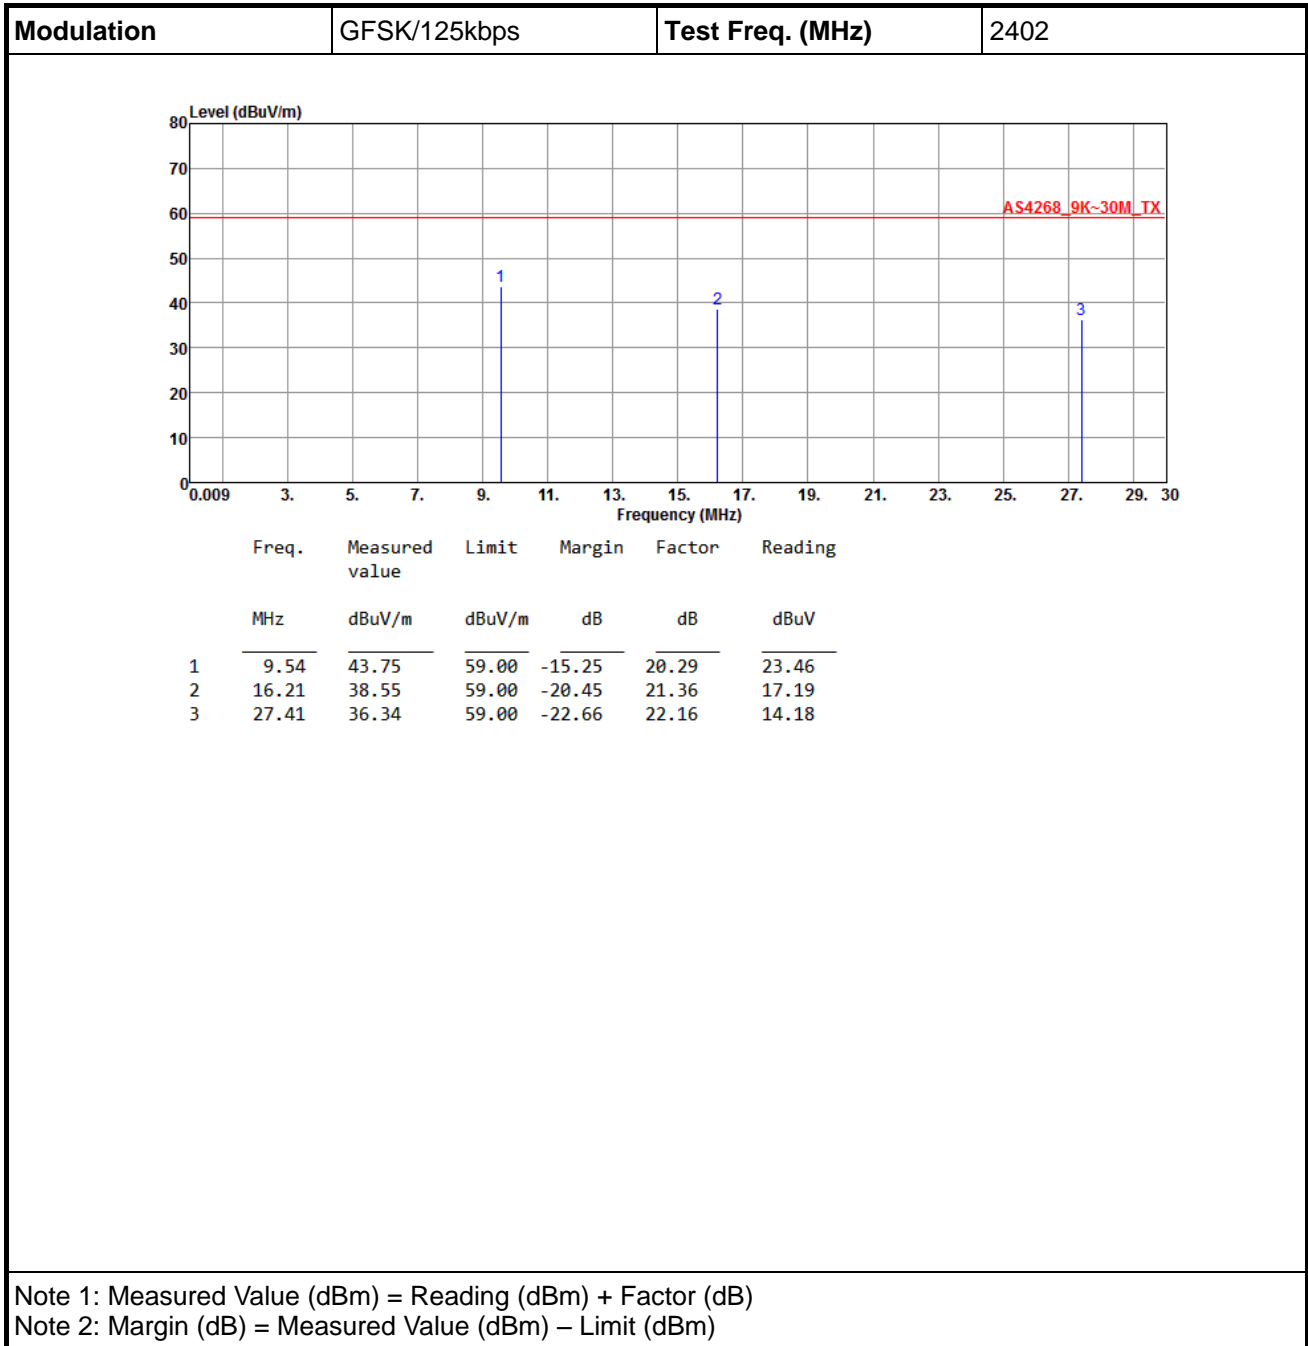 Modulation GFSK/125kbps Test Freq. (MHz) 2402
Level (dBuV/m)
80
70
60
AS4268_9K~30M_TX
50
1
40
2
3
30
20
10
0
0.009 3. 5. 7. 9. 11. 13. 15. 17. 19. 21. 23. 25. 27. 29. 30
Frequency (MHz)
Freq. Measured Limit Margin Factor Reading
value
MHz dBuV/m dBuV/m dB dB dBuV
1 9.54 43.75 59.00 -15.25 20.29 23.46
2 16.21 38.55 59.00 -20.45 21.36 17.19
3 27.41 36.34 59.00 -22.66 22.16 14.18
Note 1: Measured Value (dBm) = Reading (dBm) + Factor (dB)
Note 2: Margin (dB) = Measured Value (dBm) – Limit (dBm)